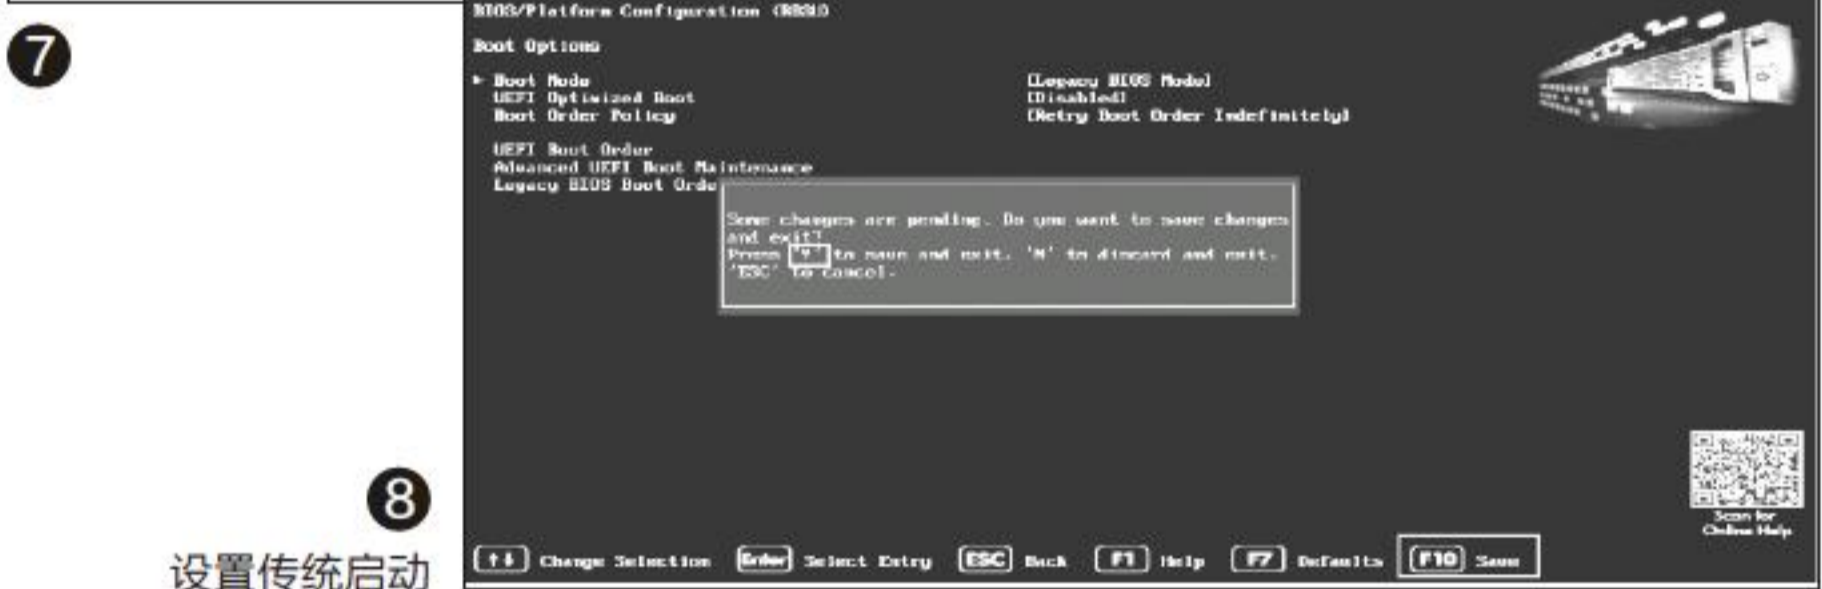 7
BIOS/Platform Configuration (RBSU)
Boot Options
Boot Mode [Legacy BIOS Mode]
UEFI Optimized Boot [Disabled]
Boot Order Policy [Retry Boot Order Indefinitely]
UEFI Boot Order
Advanced UEFI Boot Maintenance
Legacy BIOS Boot Orde
Some changes are pending. Do you want to save changes
and exit?
Press 'Y' to save and exit. 'N' to discard and exit.
'ESC' to cancel.
8
设置传统启动
Scan for
Online Help
↑↓ Change Selection Enter Select Entry ESC Back F1 Help F7 Defaults F10 Save